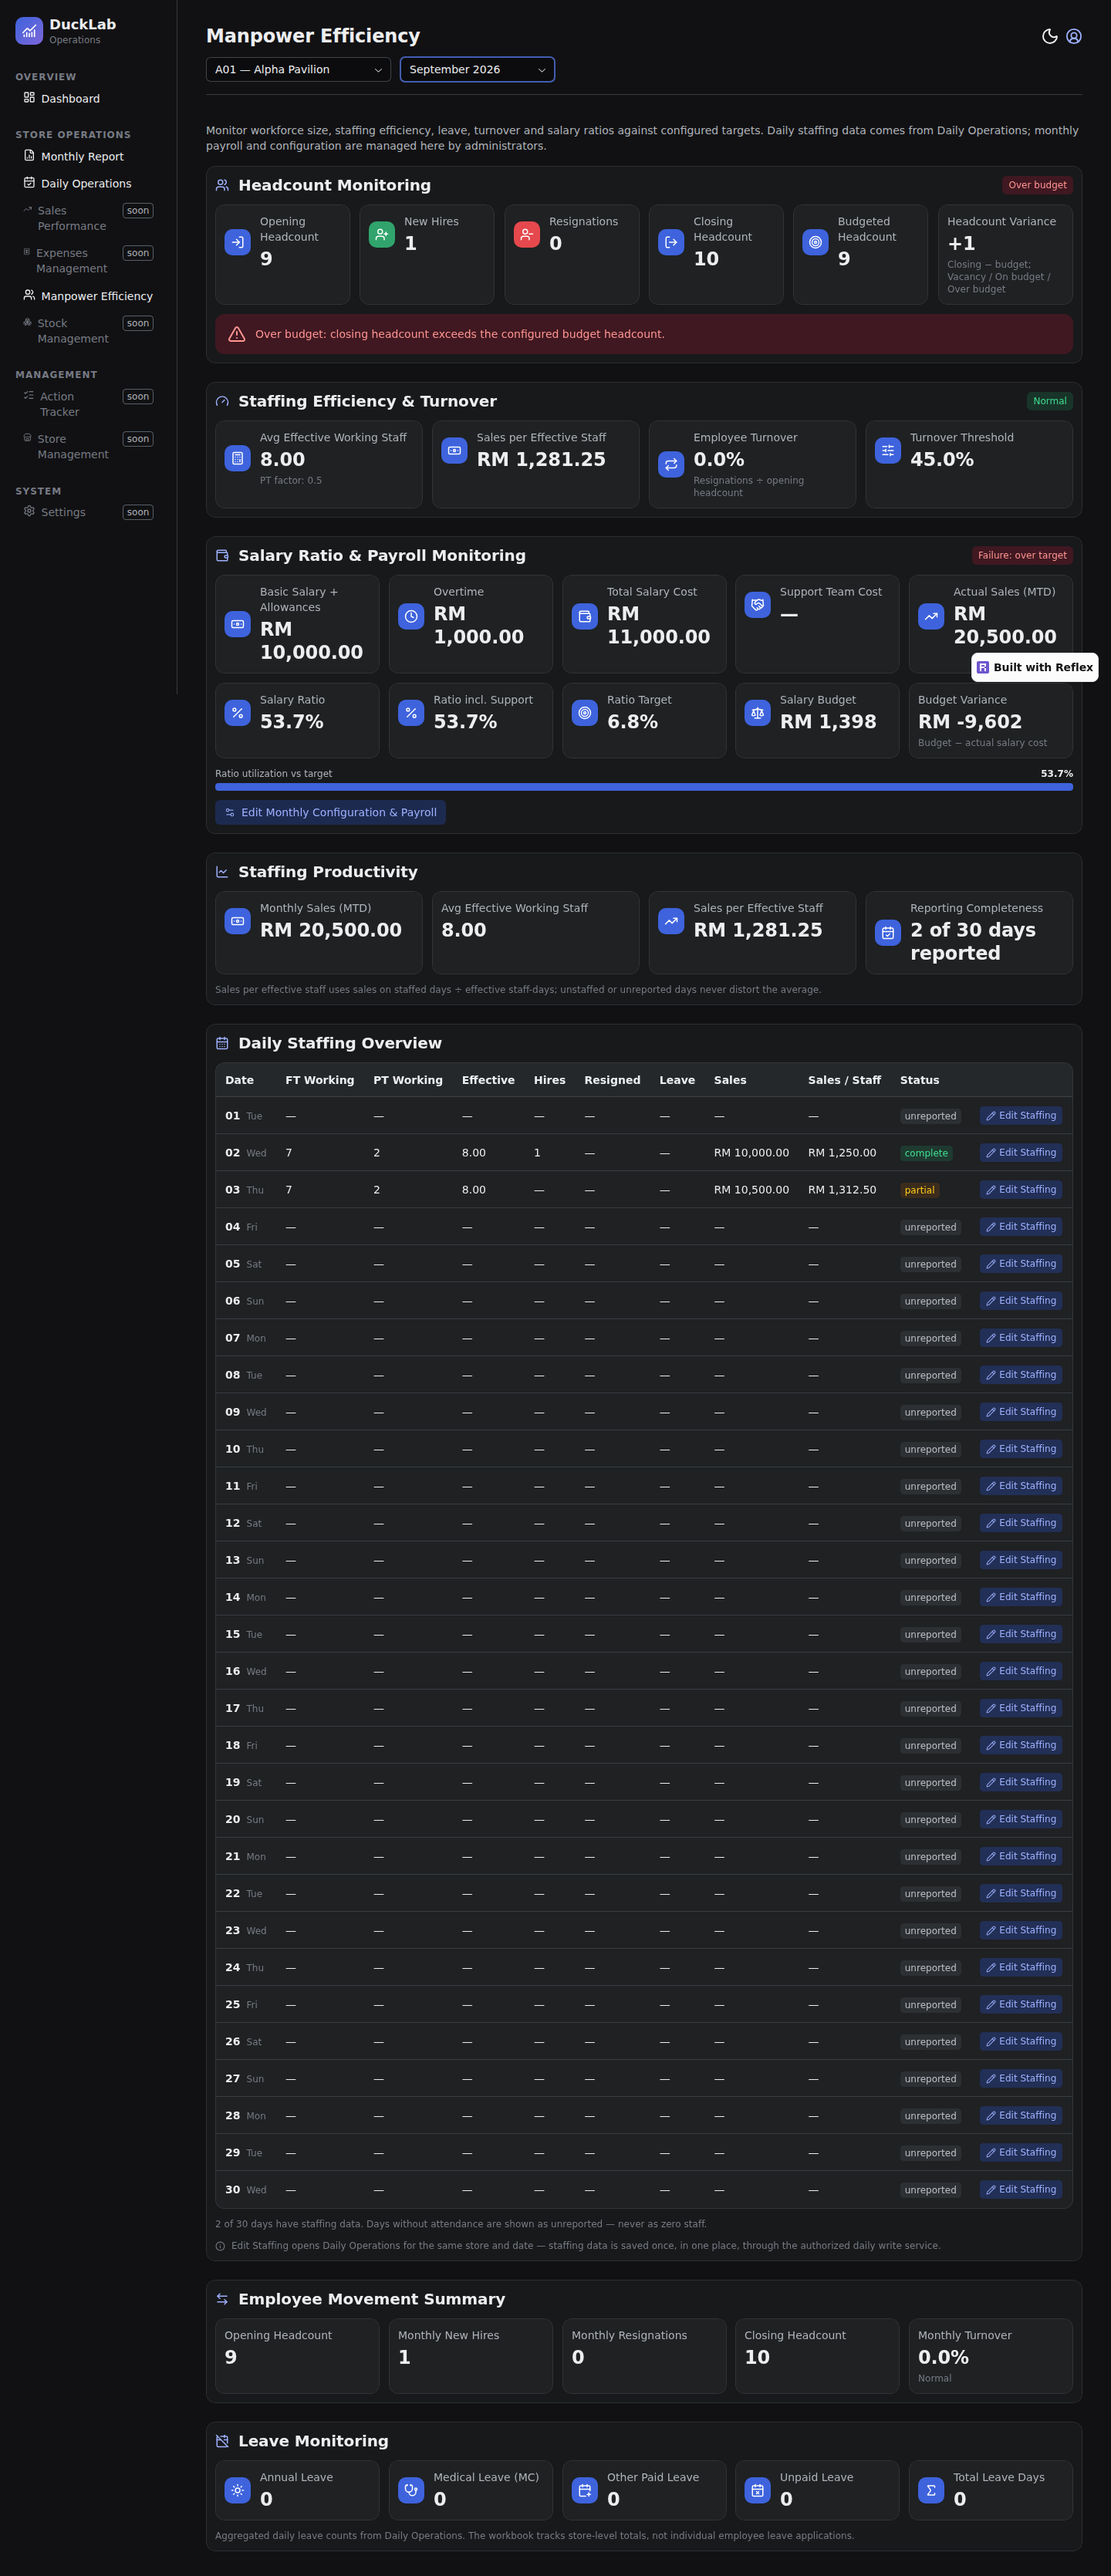 DuckLab
Operations
OVERVIEW
Dashboard
STORE OPERATIONS
Monthly Report
Daily Operations
Sales Performance soon
Expenses Management soon
Manpower Efficiency
Stock Management soon
MANAGEMENT
Action Tracker soon
Store Management soon
SYSTEM
Settings soon
Manpower Efficiency
A01 — Alpha Pavilion September 2026
Monitor workforce size, staffing efficiency, leave, turnover and salary ratios against configured targets. Daily staffing data comes from Daily Operations; monthly
payroll and configuration are managed here by administrators.
Headcount Monitoring Over budget
Opening Headcount 9
New Hires 1
Resignations 0
Closing Headcount 10
Budgeted Headcount 9
Headcount Variance
+1
Closing − budget;
Vacancy / On budget /
Over budget
Over budget: closing headcount exceeds the configured budget headcount.
Staffing Efficiency & Turnover Normal
Avg Effective Working Staff
8.00
PT factor: 0.5
Sales per Effective Staff
RM 1,281.25
Employee Turnover
0.0%
Resignations ÷ opening
headcount
Turnover Threshold
45.0%
Salary Ratio & Payroll Monitoring Failure: over target
Basic Salary +
Allowances
RM
10,000.00
Overtime
RM
1,000.00
Total Salary Cost
RM
11,000.00
Support Team Cost
—
Actual Sales (MTD)
RM
20,500.00
Built with Reflex
Salary Ratio
53.7%
Ratio incl. Support
53.7%
Ratio Target
6.8%
Salary Budget
RM 1,398
Budget Variance
RM -9,602
Budget − actual salary cost
Ratio utilization vs target 53.7%
Edit Monthly Configuration & Payroll
Staffing Productivity
Monthly Sales (MTD)
RM 20,500.00
Avg Effective Working Staff
8.00
Sales per Effective Staff
RM 1,281.25
Reporting Completeness
2 of 30 days
reported
Sales per effective staff uses sales on staffed days ÷ effective staff-days; unstaffed or unreported days never distort the average.
Daily Staffing Overview
Date FT Working PT Working Effective Hires Resigned Leave Sales Sales / Staff Status
01 Tue — — — — — — — — unreported Edit Staffing
02 Wed 7 2 8.00 1 — — RM 10,000.00 RM 1,250.00 complete Edit Staffing
03 Thu 7 2 8.00 — — — RM 10,500.00 RM 1,312.50 partial Edit Staffing
04 Fri — — — — — — — — unreported Edit Staffing
05 Sat — — — — — — — — unreported Edit Staffing
06 Sun — — — — — — — — unreported Edit Staffing
07 Mon — — — — — — — — unreported Edit Staffing
08 Tue — — — — — — — — unreported Edit Staffing
09 Wed — — — — — — — — unreported Edit Staffing
10 Thu — — — — — — — — unreported Edit Staffing
11 Fri — — — — — — — — unreported Edit Staffing
12 Sat — — — — — — — — unreported Edit Staffing
13 Sun — — — — — — — — unreported Edit Staffing
14 Mon — — — — — — — — unreported Edit Staffing
15 Tue — — — — — — — — unreported Edit Staffing
16 Wed — — — — — — — — unreported Edit Staffing
17 Thu — — — — — — — — unreported Edit Staffing
18 Fri — — — — — — — — unreported Edit Staffing
19 Sat — — — — — — — — unreported Edit Staffing
20 Sun — — — — — — — — unreported Edit Staffing
21 Mon — — — — — — — — unreported Edit Staffing
22 Tue — — — — — — — — unreported Edit Staffing
23 Wed — — — — — — — — unreported Edit Staffing
24 Thu — — — — — — — — unreported Edit Staffing
25 Fri — — — — — — — — unreported Edit Staffing
26 Sat — — — — — — — — unreported Edit Staffing
27 Sun — — — — — — — — unreported Edit Staffing
28 Mon — — — — — — — — unreported Edit Staffing
29 Tue — — — — — — — — unreported Edit Staffing
30 Wed — — — — — — — — unreported Edit Staffing
2 of 30 days have staffing data. Days without attendance are shown as unreported — never as zero staff.
Edit Staffing opens Daily Operations for the same store and date — staffing data is saved once, in one place, through the authorized daily write service.
Employee Movement Summary
Opening Headcount
9
Monthly New Hires
1
Monthly Resignations
0
Closing Headcount
10
Monthly Turnover
0.0%
Normal
Leave Monitoring
Annual Leave
0
Medical Leave (MC)
0
Other Paid Leave
0
Unpaid Leave
0
Total Leave Days
0
Aggregated daily leave counts from Daily Operations. The workbook tracks store-level totals, not individual employee leave applications.